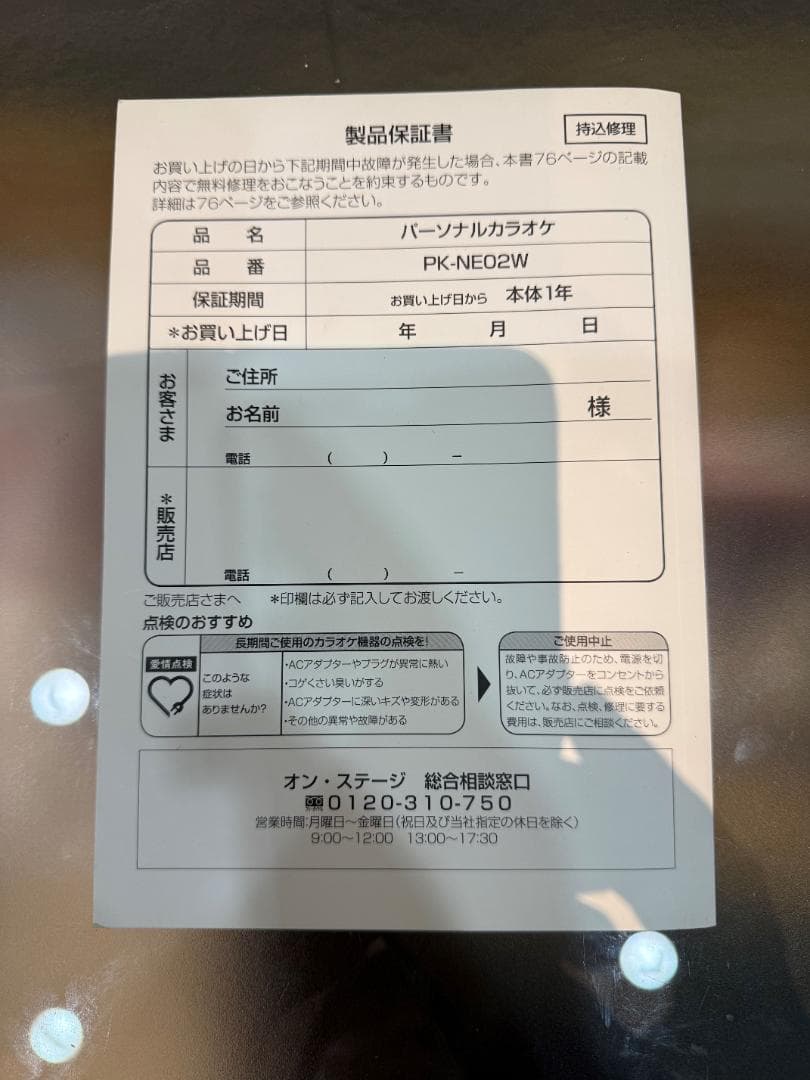 製品保証書
持込修理
お買い上げの日から下記期間中故障が発生した場合、本書76ページの記載
内容で無料修理をおこなうことを約束するものです。
詳細は76ページをご参照ください。
品 名 パーソナルカラオケ
品 番 PK-NE02W
保証期間 お買い上げ日から 本体1年
*お買い上げ日 年 月 日
お客さま
ご住所
お名前 様
電話 ( ) −
*販売店
電話 ( ) −
ご販売店さまへ *印欄は必ず記入してお渡しください。
点検のおすすめ
長期間ご使用のカラオケ機器の点検を!
愛情点検
このような
症状は
ありませんか?
・ACアダプターやプラグが異常に熱い
・コゲくさい臭いがする
・ACアダプターに深いキズや変形がある
・その他の異常や故障がある
ご使用中止
故障や事故防止のため、電源を切
り、ACアダプターをコンセントから
抜いて、必ず販売店に点検をご依頼
ください。なお、点検、修理に要する
費用は、販売店にご相談ください。
オン・ステージ 総合相談窓口
0120-310-750
営業時間:月曜日〜金曜日(祝日及び当社指定の休日を除く)
9:00〜12:00 13:00〜17:30